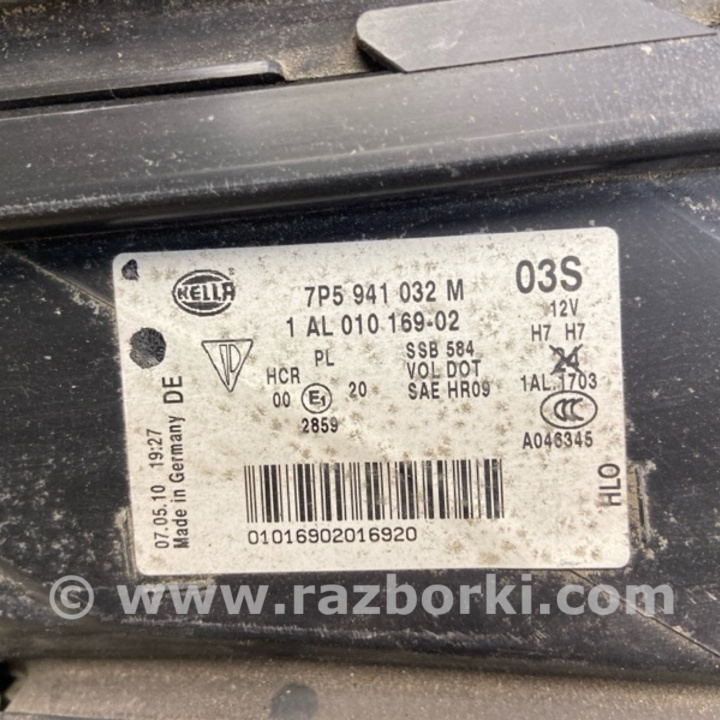 HELLA ®
7P5 941 032 M
03S
1 AL 010 169-02
12V
H7 H7
PL
SSB 584
24
HCR
VOL DOT
1AL.1703
00 E1 20
SAE HR09
2859
CCC
A046345
07.05.10 19:27
Made in Germany DE
HLO
01016902016920
© www.razborki.com